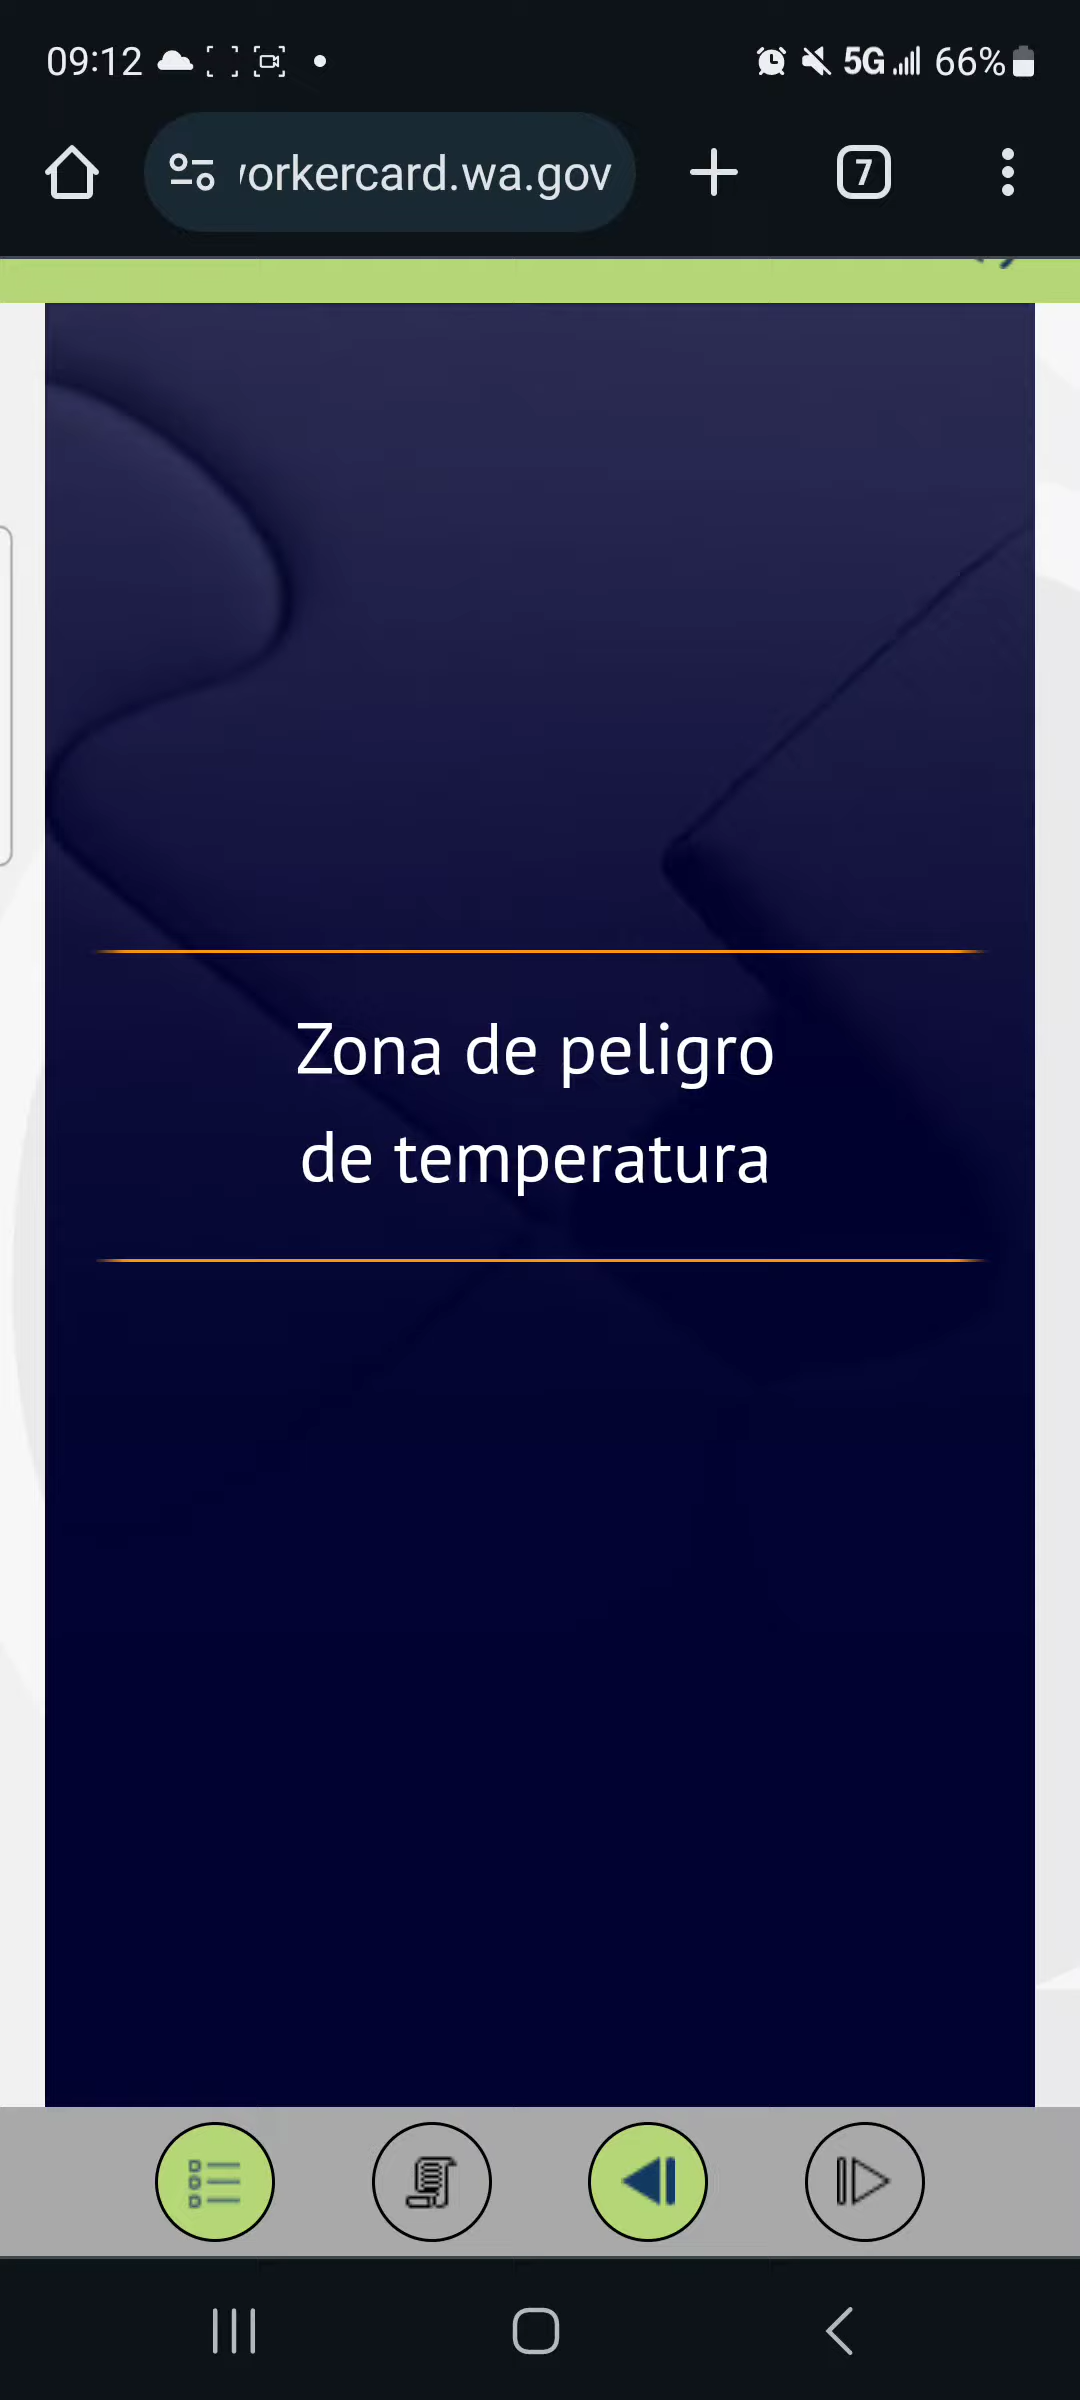 09:12
5G 66%
orkercard.wa.gov
7
Zona de peligro
de temperatura